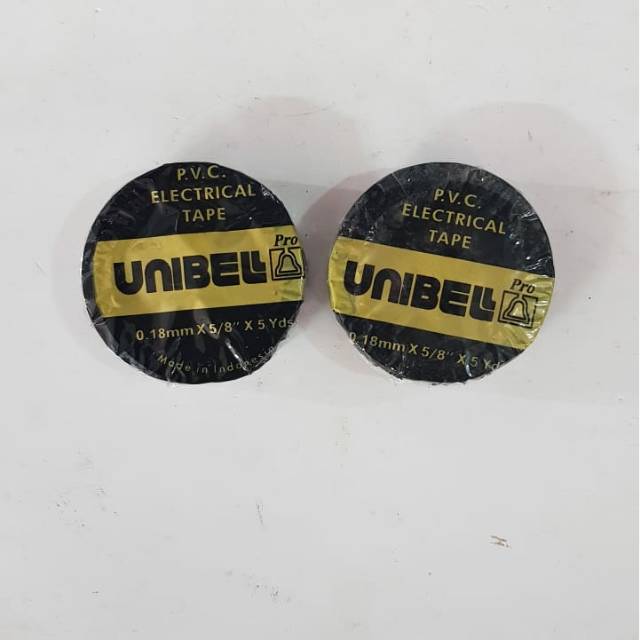 P.V.C.
ELECTRICAL
TAPE
UNIBELL
Pro
0.18mm X 5/8" X 5 Yds
Made in Indonesia
P.V.C.
ELECTRICAL
TAPE
UNIBELL
Pro
0.18mm X 5/8" X 5 Yds